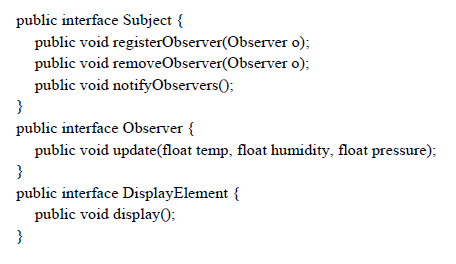 public interface Subject {
public void registerObserver(Observer o);
public void removeObserver(Observer o);
public void notifyObservers();
}
public interface Observer {
public void update(float temp, float humidity, float pressure);
}
public interface DisplayElement {
public void display();
}